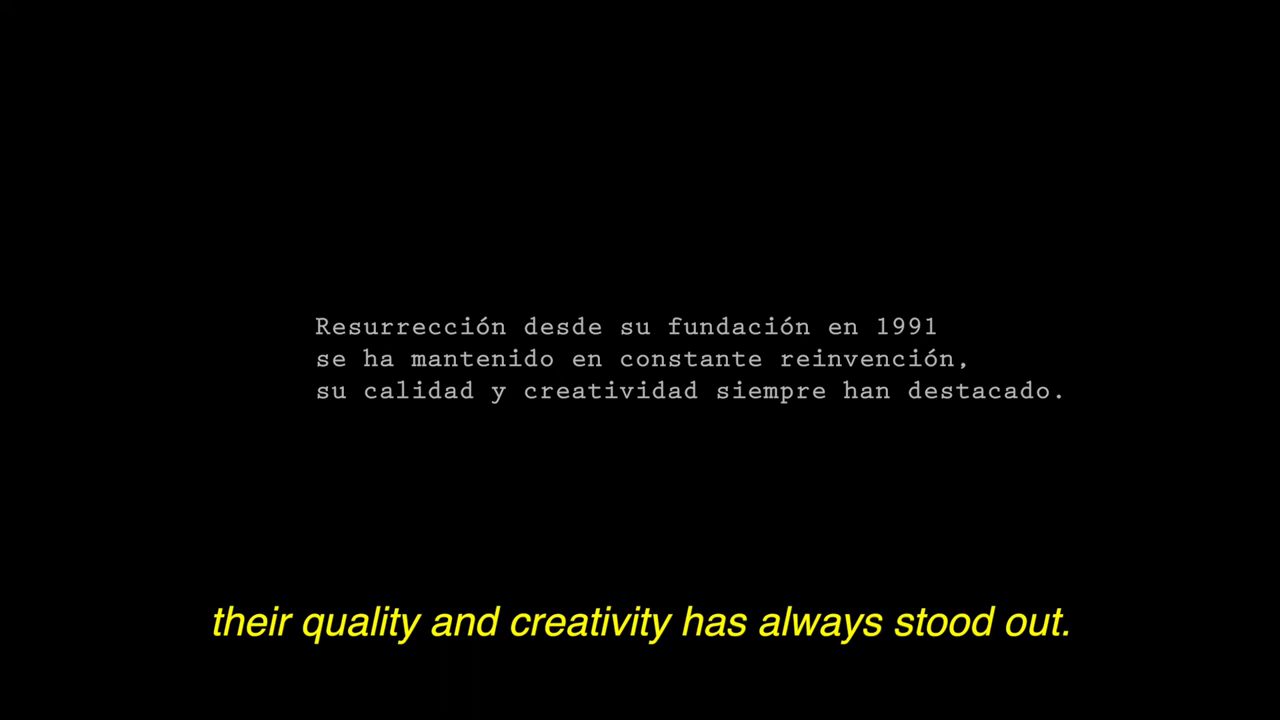 Resurrección desde su fundación en 1991
se ha mantenido en constante reinvención,
su calidad y creatividad siempre han destacado.
their quality and creativity has always stood out.